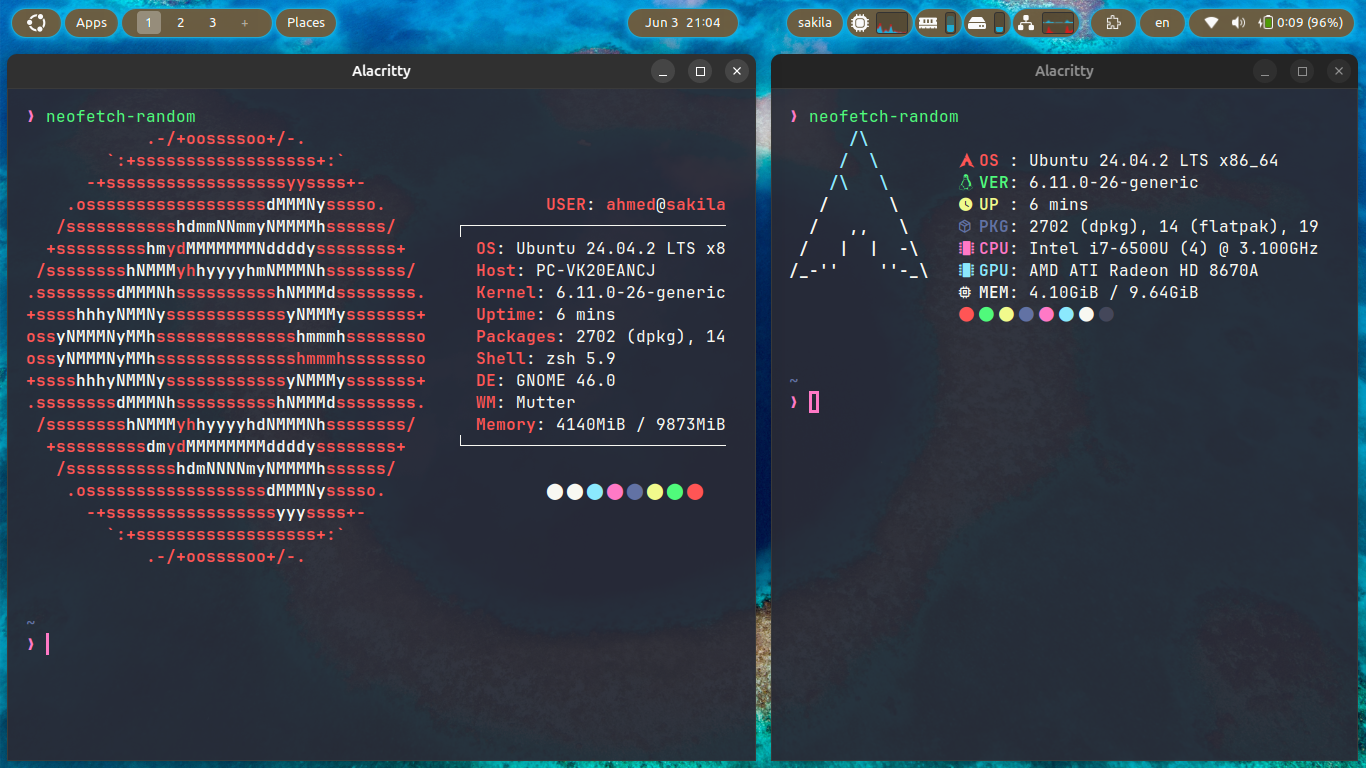 Apps 1 2 3 + Places Jun 3 21:04 sakila en 0:09 (96%)
Alacritty
❯ neofetch-random
.-/+oossssoo+/-.
`:+ssssssssssssssssss+:`
-+ssssssssssssssssssyyssss+-
.ossssssssssssssssssdMMMNysssso.
/ssssssssssshdmmNNmmyNMMMMhssssss/
+ssssssssshmydMMMMMMMNddddyssssssss+
/sssssssshNMMMyhhyyyyhmNMMMNhssssssss/
.ssssssssdMMMNhsssssssssshNMMMdssssssss.
+sssshhhyNMMNyssssssssssssyNMMMysssssss+
ossyNMMMNyMMhsssssssssssssshmmmhssssssso
ossyNMMMNyMMhsssssssssssssshmmmhssssssso
+sssshhhyNMMNyssssssssssssyNMMMysssssss+
.ssssssssdMMMNhsssssssssshNMMMdssssssss.
/sssssssshNMMMyhhyyyyhdNMMMNhssssssss/
+sssssssssdmydMMMMMMMMddddyssssssss+
/ssssssssssshdmNNNNmyNMMMMhssssss/
.ossssssssssssssssssdMMMNysssso.
-+sssssssssssssssssyyyssss+-
`:+ssssssssssssssssss+:`
.-/+oossssoo+/-.
USER: ahmed@sakila
OS: Ubuntu 24.04.2 LTS x8
Host: PC-VK20EANCJ
Kernel: 6.11.0-26-generic
Uptime: 6 mins
Packages: 2702 (dpkg), 14
Shell: zsh 5.9
DE: GNOME 46.0
WM: Mutter
Memory: 4140MiB / 9873MiB
~
❯
Alacritty
❯ neofetch-random
/\
/  \
/\   \
/      \
/   ,,   \
/   |  |  -\
/_-''    ''-_\
OS : Ubuntu 24.04.2 LTS x86_64
VER: 6.11.0-26-generic
UP : 6 mins
PKG: 2702 (dpkg), 14 (flatpak), 19
CPU: Intel i7-6500U (4) @ 3.100GHz
GPU: AMD ATI Radeon HD 8670A
MEM: 4.10GiB / 9.64GiB
~
❯